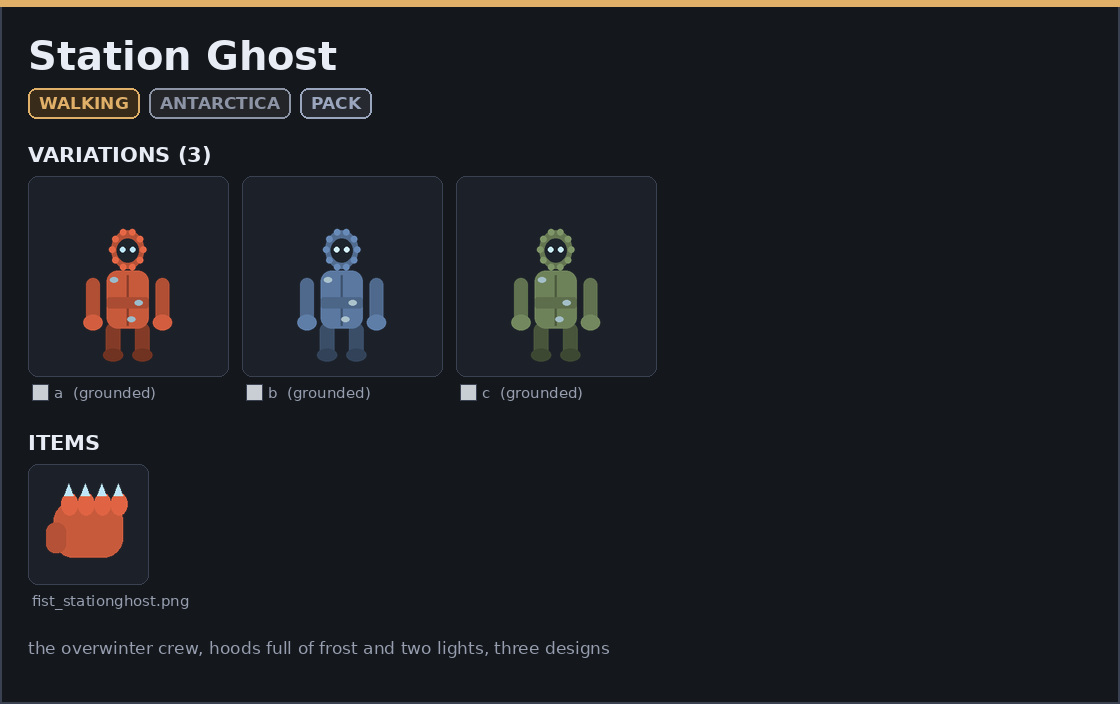 Station Ghost
WALKING ANTARCTICA PACK
VARIATIONS (3)
a (grounded) b (grounded) c (grounded)
ITEMS
fist_stationghost.png
the overwinter crew, hoods full of frost and two lights, three designs